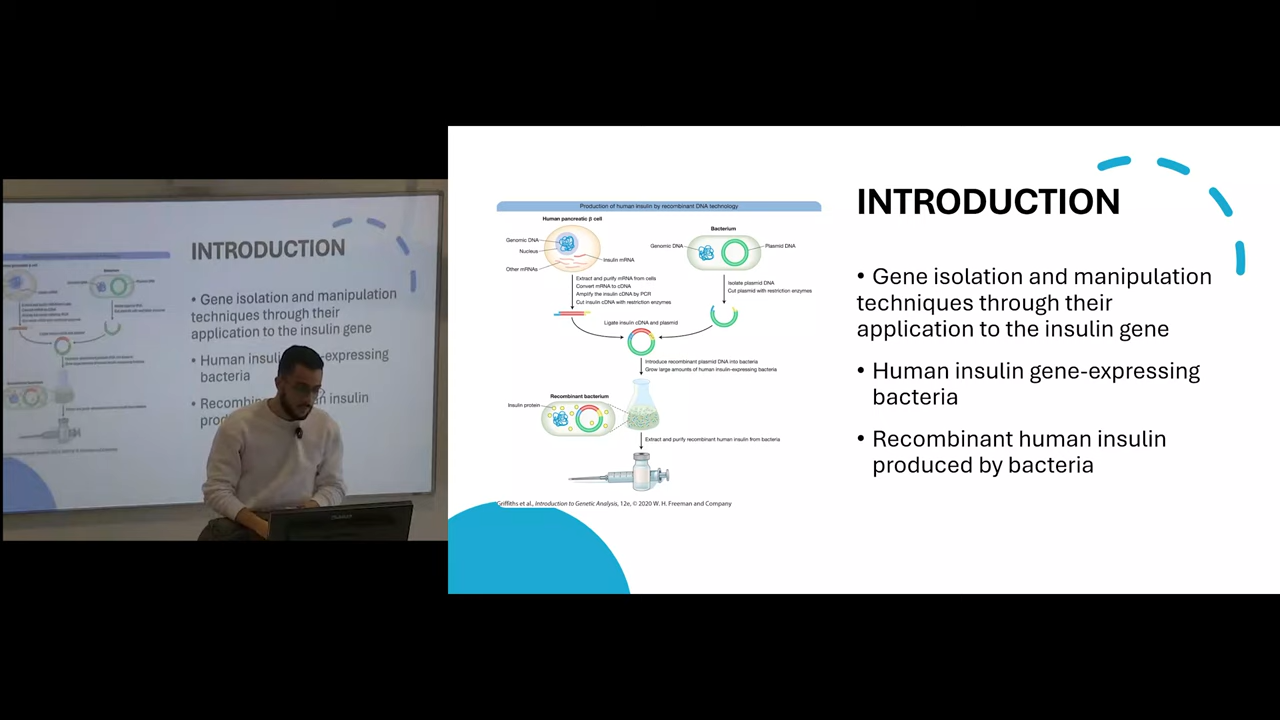 INTRODUCTION
• Gene isolation and manipulation
techniques through their
application to the insulin gene
• Human insulin gene-expressing
bacteria
• Recombinant human insulin
produced by bacteria
Production of human insulin by recombinant DNA technology
Human pancreatic β cell
Genomic DNA
Nucleus
Other mRNAs
Insulin mRNA
Extract and purify mRNA from cells
Convert mRNA to cDNA
Amplify the insulin cDNA by PCR
Cut insulin cDNA with restriction enzymes
Bacterium
Genomic DNA
Plasmid DNA
Isolate plasmid DNA
Cut plasmid with restriction enzymes
Ligate insulin cDNA and plasmid
Introduce recombinant plasmid DNA into bacteria
Grow large amounts of human insulin-expressing bacteria
Recombinant bacterium
Insulin protein
Extract and purify recombinant human insulin from bacteria
Griffiths et al., Introduction to Genetic Analysis, 12e, © 2020 W. H. Freeman and Company
INTRODUCTION
• Gene isolation and manipulation
techniques through their
application to the insulin gene
• Human insulin -expressing
bacteria
• Recombin n insulin